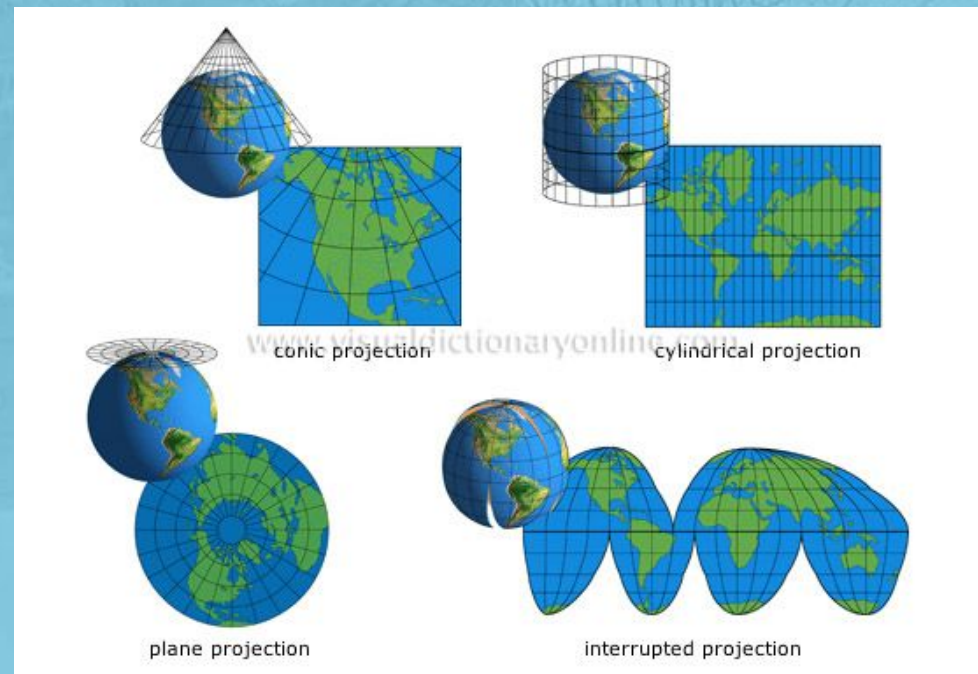 www.visualdictionaryonline.com
conic projection
cylindrical projection
plane projection
interrupted projection